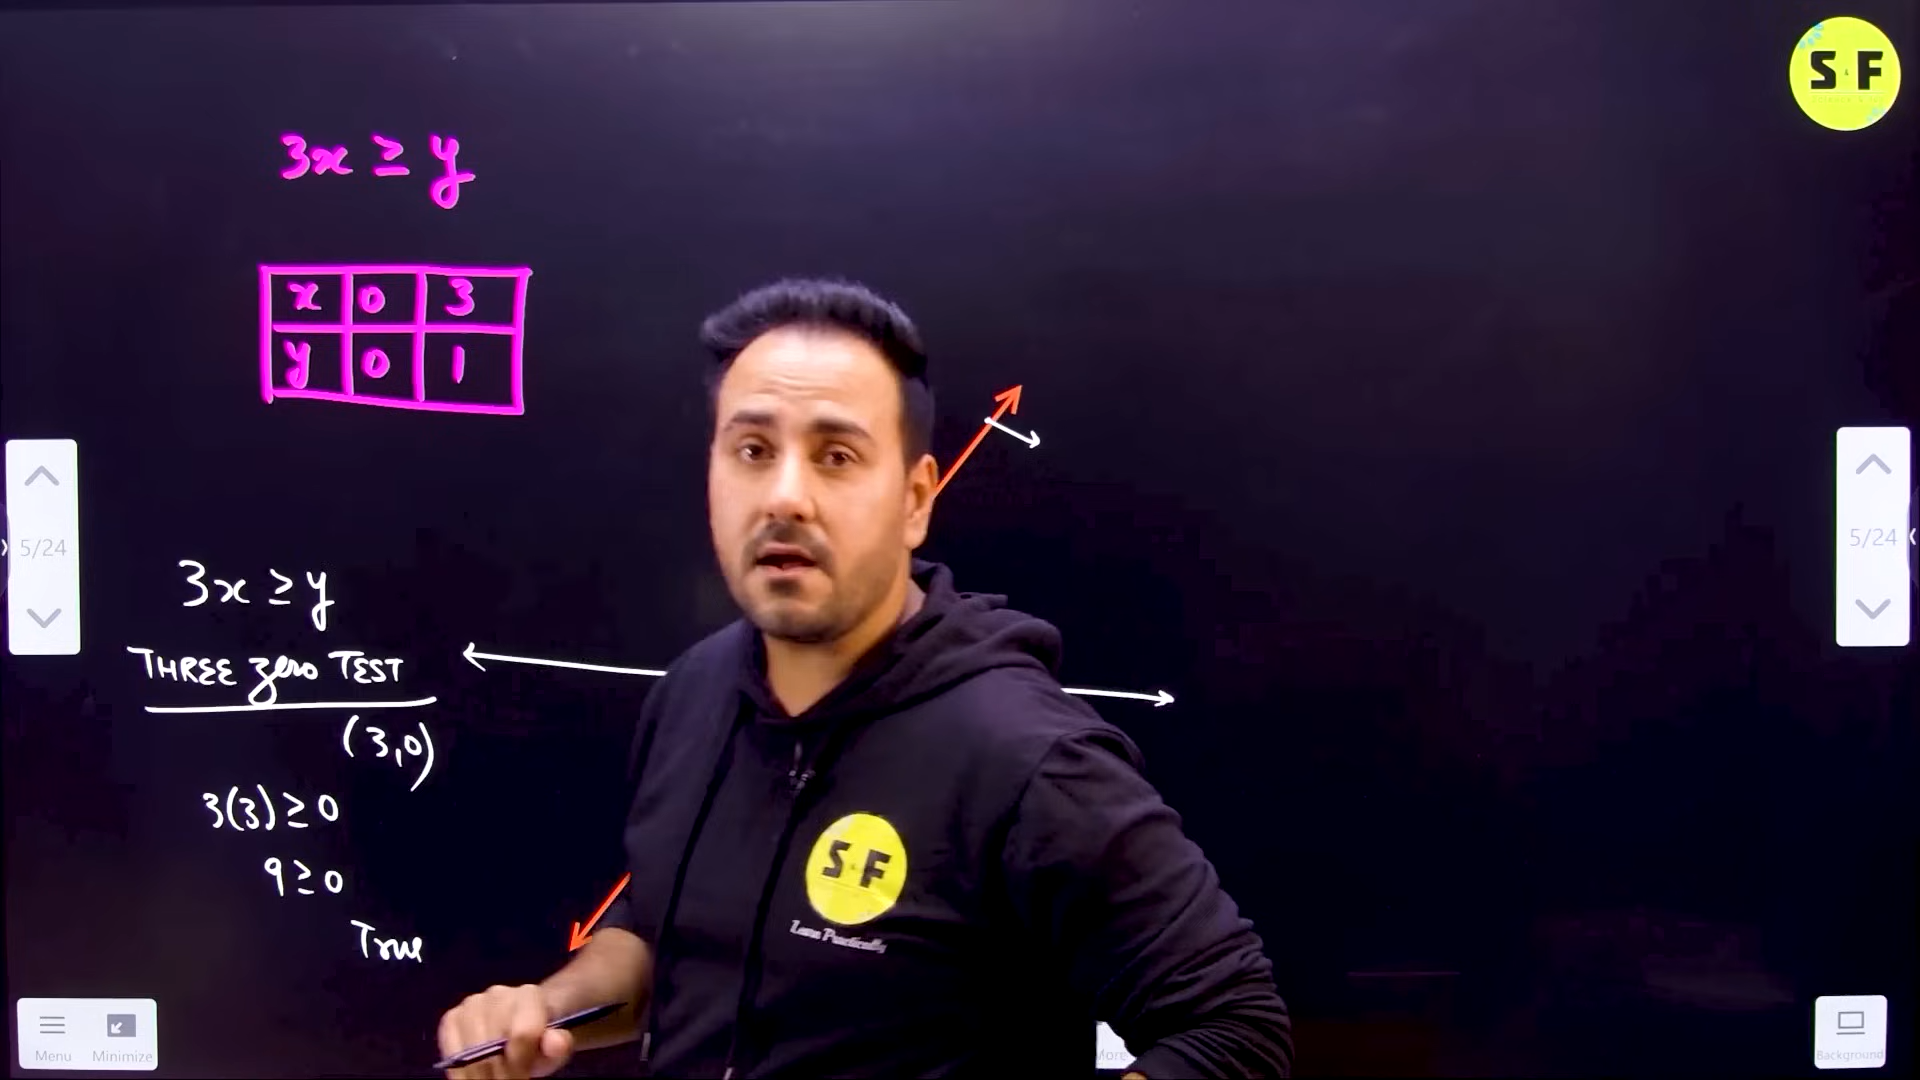 S&F
3x ≥ y
x 0 3
y 0 1
5/24
5/24
3x ≥ y
THREE zero TEST
(3,0)
3(3) ≥ 0
9 ≥ 0
True
S&F
Learn Practically
Menu
Minimize
More
Background